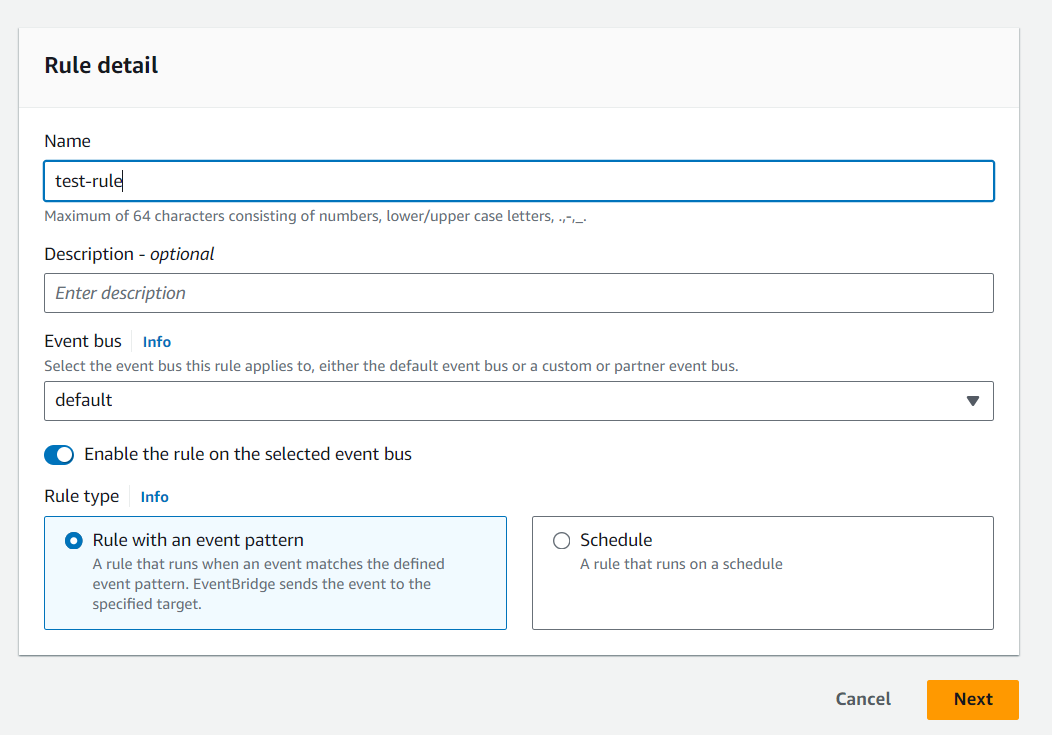 Rule detail
Name
test-rule
Maximum of 64 characters consisting of numbers, lower/upper case letters, .,-,_.
Description - optional
Enter description
Event bus Info
Select the event bus this rule applies to, either the default event bus or a custom or partner event bus.
default
Enable the rule on the selected event bus
Rule type Info
Rule with an event pattern
A rule that runs when an event matches the defined
event pattern. EventBridge sends the event to the
specified target.
Schedule
A rule that runs on a schedule
Cancel Next